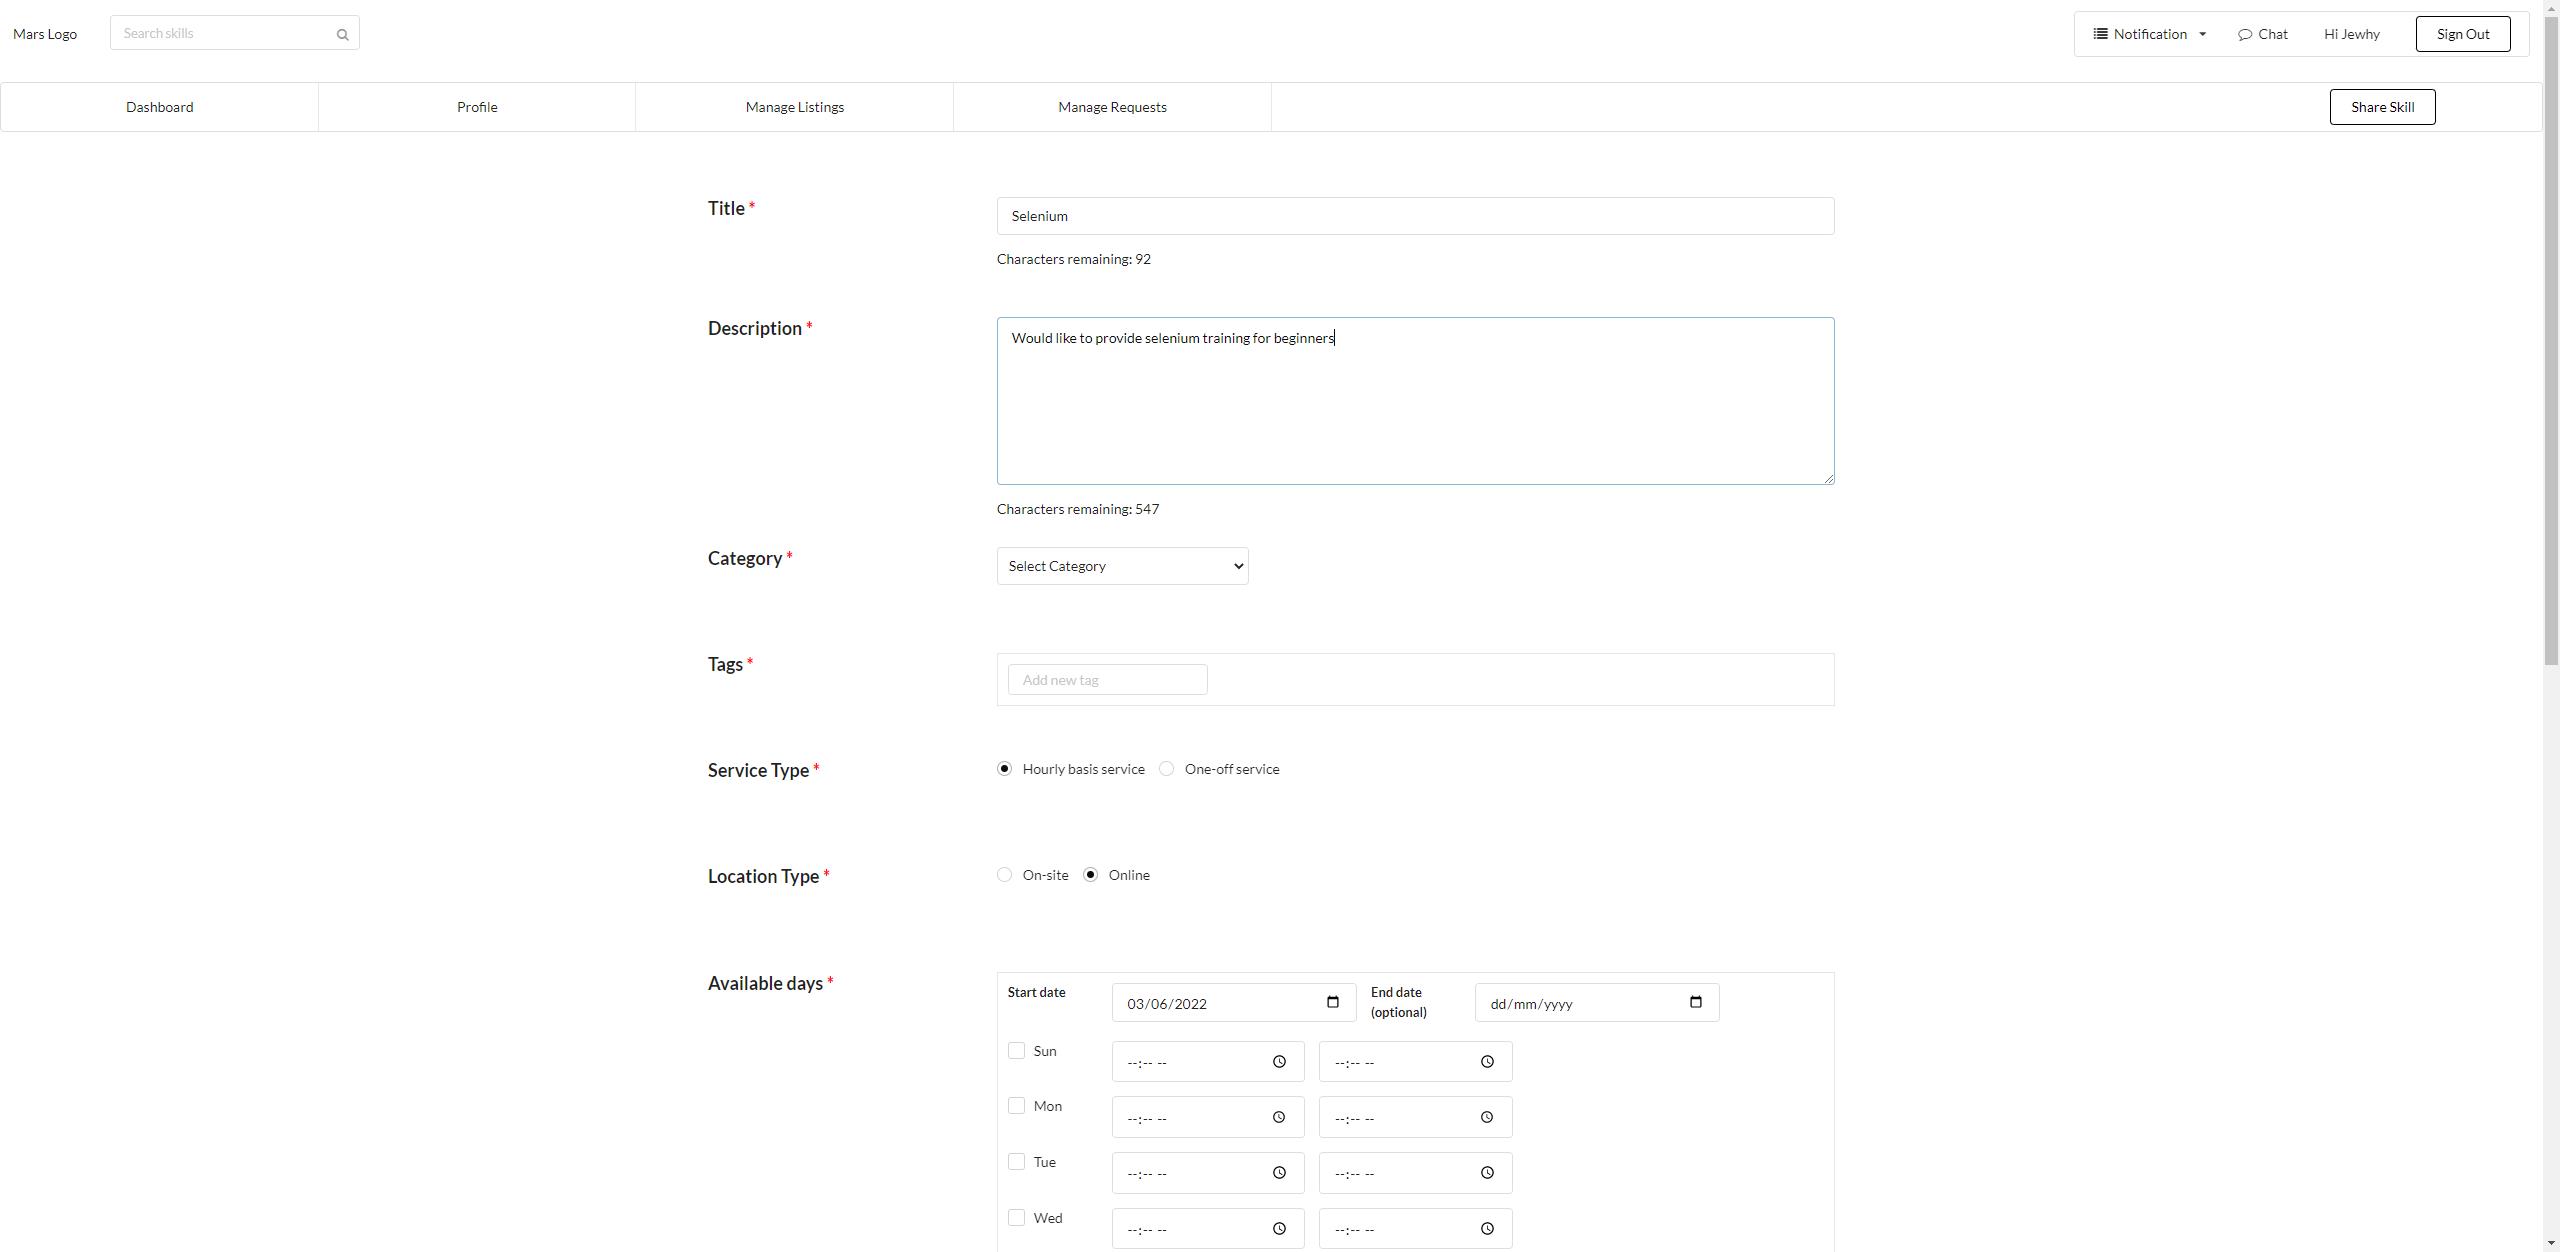 Mars Logo
Search skills
Notification
Chat
Hi Jewhy
Sign Out
Dashboard
Profile
Manage Listings
Manage Requests
Share Skill
Title *
Selenium
Characters remaining: 92
Description *
Would like to provide selenium training for beginners
Characters remaining: 547
Category *
Select Category
Tags *
Add new tag
Service Type *
Hourly basis service
One-off service
Location Type *
On-site
Online
Available days *
Start date
03/06/2022
End date
(optional)
dd/mm/yyyy
Sun
--:-- --
--:-- --
Mon
--:-- --
--:-- --
Tue
--:-- --
--:-- --
Wed
--:-- --
--:-- --